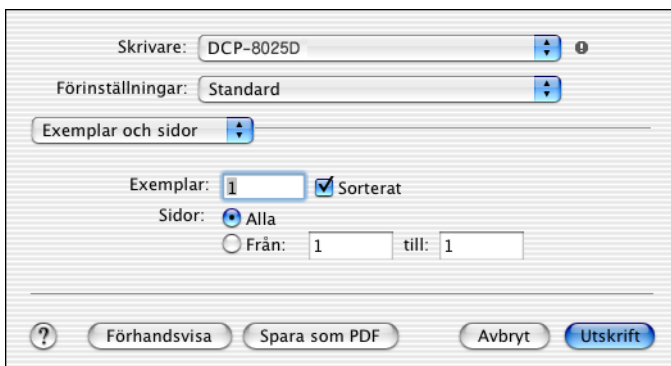 Skrivare: DCP-8025D
Förinställningar: Standard
Exemplar och sidor
Exemplar: 1 Sorterat
Sidor: Alla
Från: 1 till: 1
? Förhandsvisa Spara som PDF Avbryt Utskrift